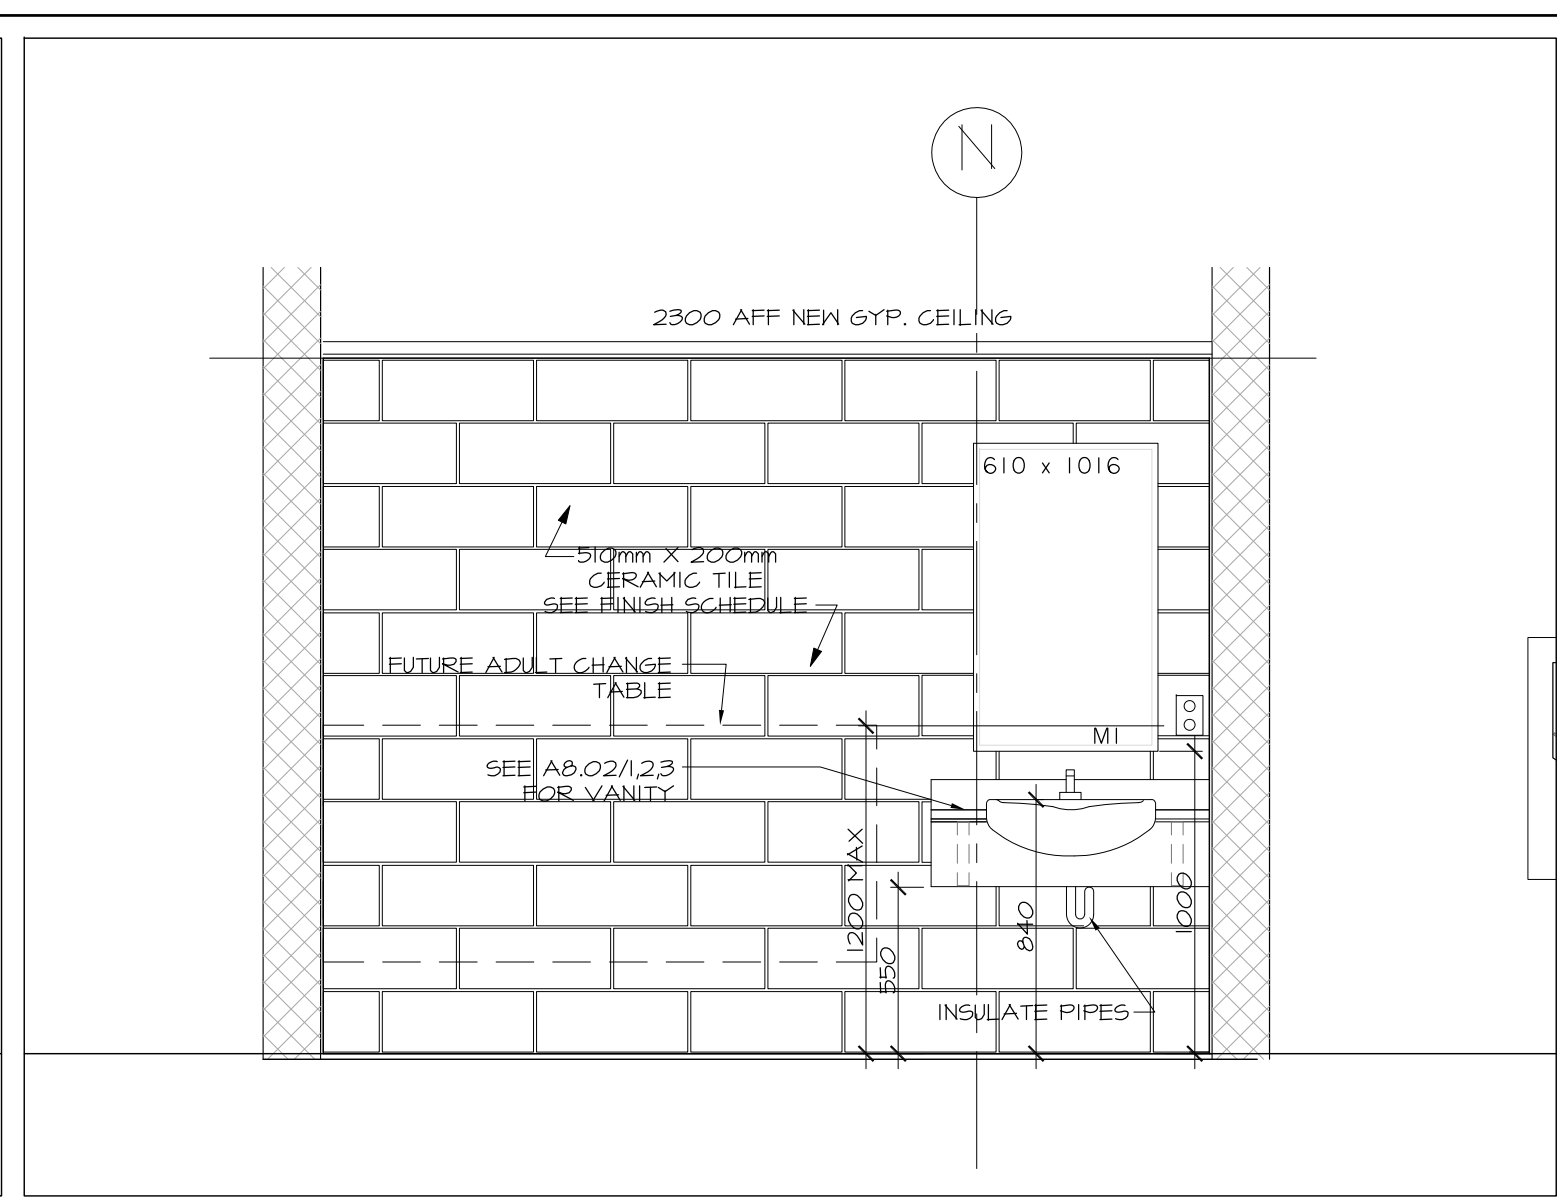 N
2300 AFF NEW GYP. CEILING
610 x 1016
510mm X 200mm
CERAMIC TILE
SEE FINISH SCHEDULE
FUTURE ADULT CHANGE
TABLE
M1
SEE A8.02/1,2,3
FOR VANITY
1200 MAX
550
840
1000
INSULATE PIPES